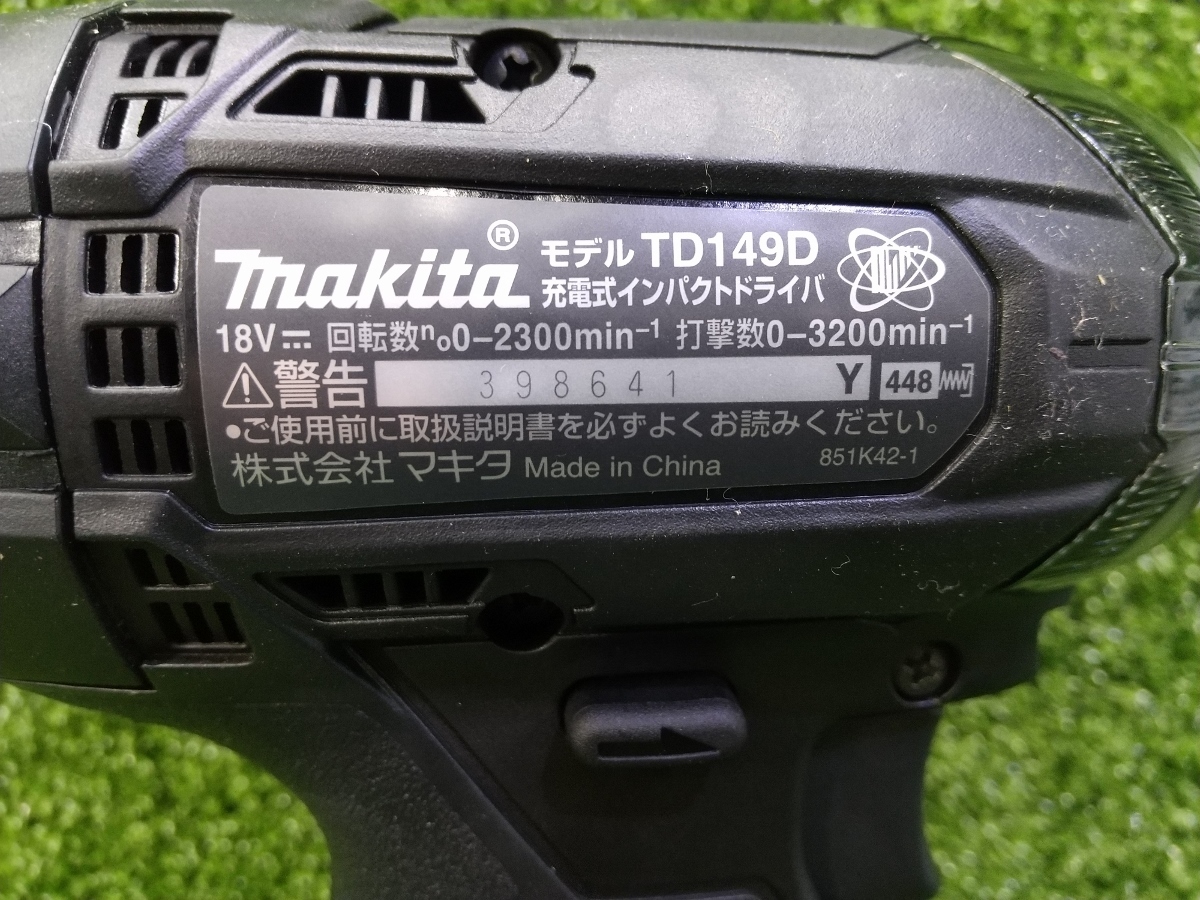 makita® モデル TD149D
充電式インパクトドライバ
18V⎓ 回転数n₀0-2300min⁻¹ 打撃数0-3200min⁻¹
⚠警告 398641 Y 448
●ご使用前に取扱説明書を必ずよくお読みください。
株式会社 マキタ Made in China 851K42-1